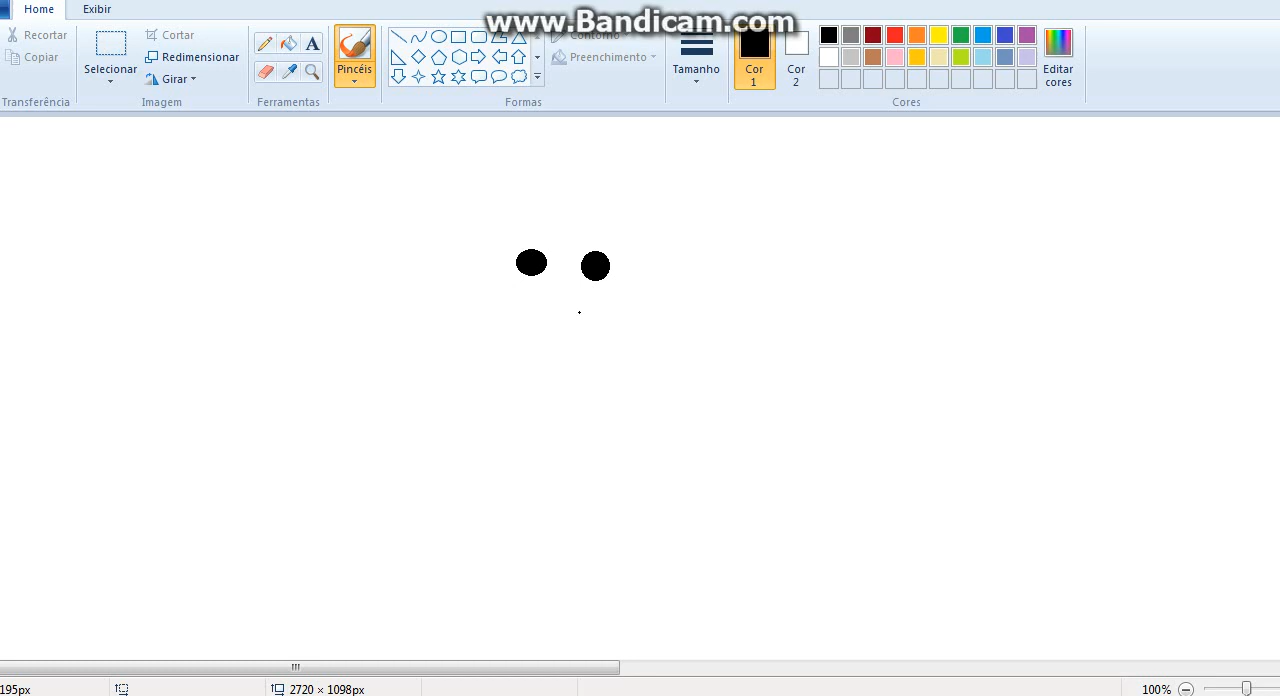 Home Exibir
www.Bandicam.com
Recortar
Copiar
Transferência
Selecionar
Cortar
Redimensionar
Girar
Imagem
Ferramentas
Pincéis
Contorno
Preenchimento
Formas
Tamanho
Cor
1
Cor
2
Editar
cores
Cores
195px
2720 × 1098px
100%